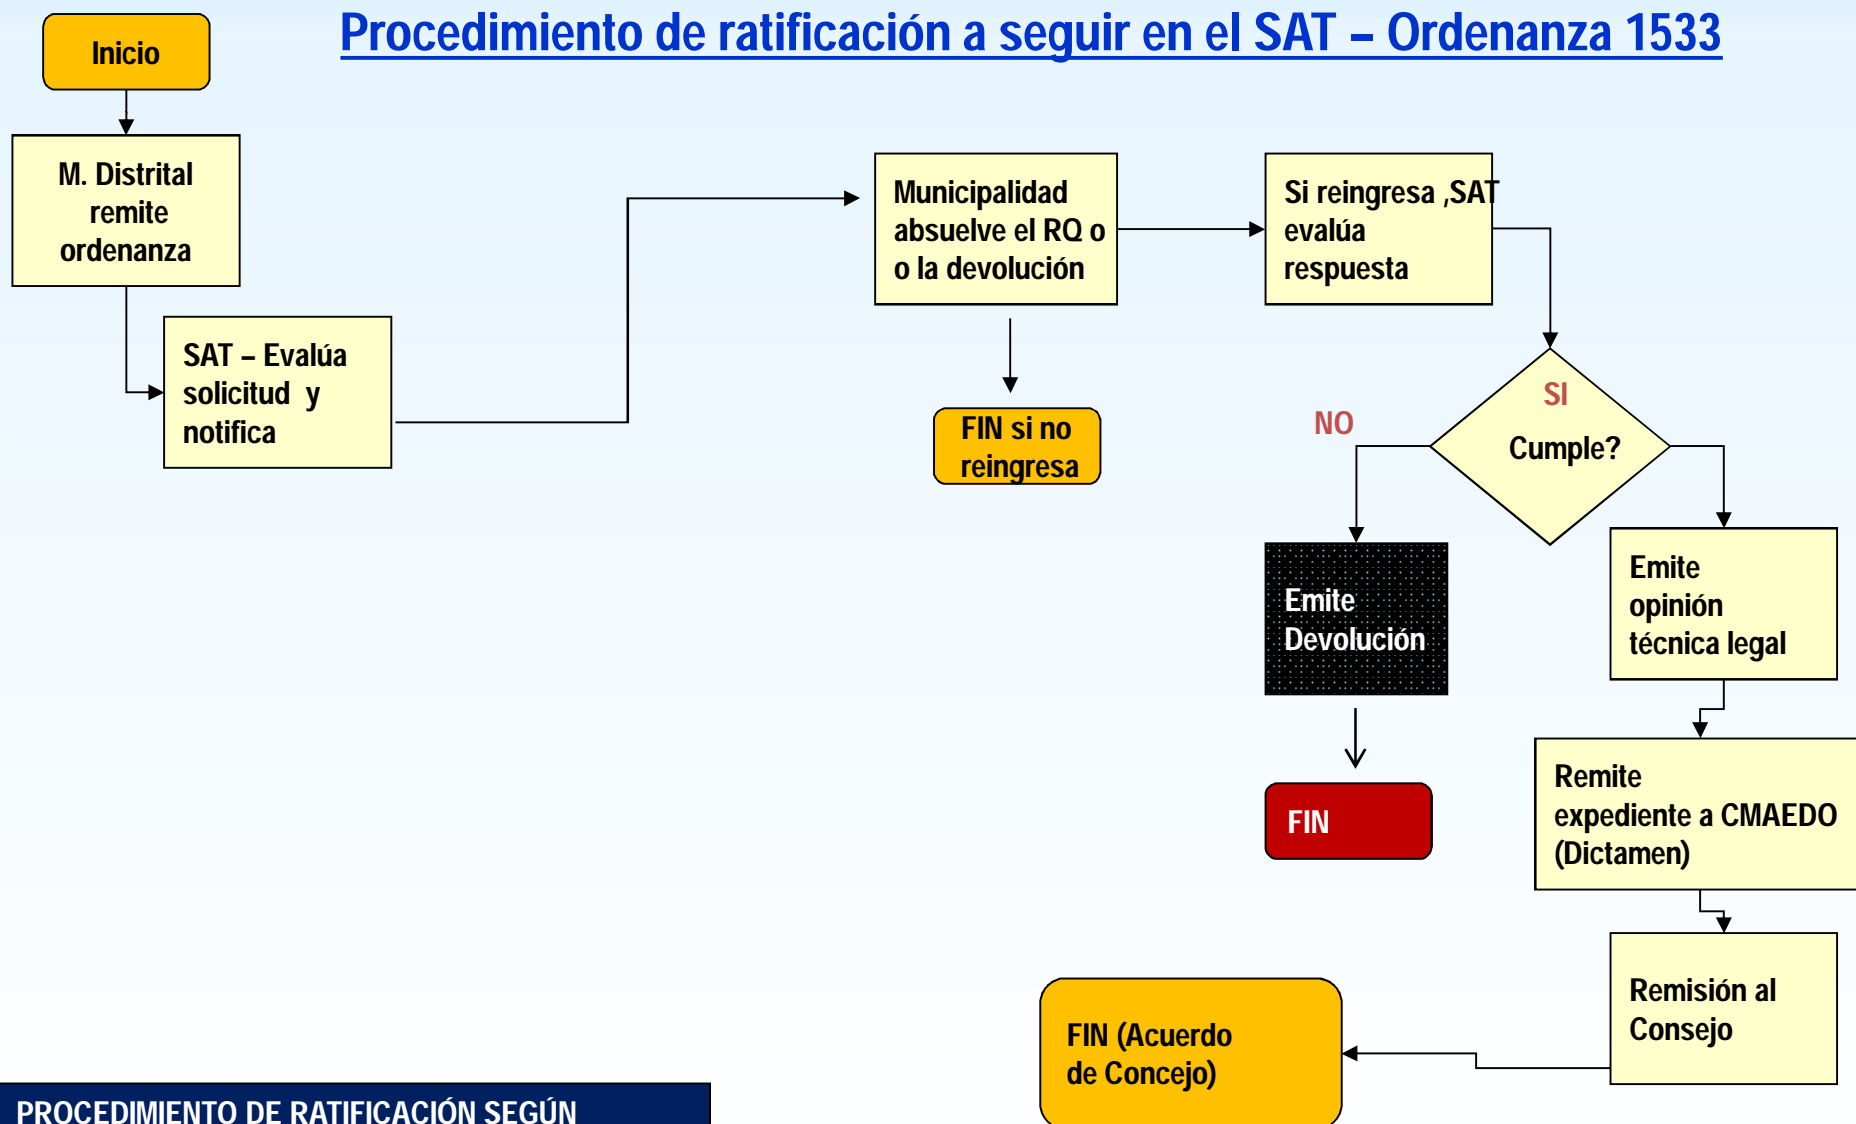 Procedimiento de ratificación a seguir en el SAT – Ordenanza 1533
Inicio
M. Distrital
remite
ordenanza
SAT – Evalúa
solicitud y
notifica
Municipalidad
absuelve el RQ o
o la devolución
FIN si no
reingresa
Si reingresa ,SAT
evalúa
respuesta
SI
Cumple?
NO
Emite
Devolución
FIN
Emite
opinión
técnica legal
Remite
expediente a CMAEDO
(Dictamen)
Remisión al
Consejo
FIN (Acuerdo
de Concejo)
PROCEDIMIENTO DE RATIFICACIÓN SEGÚN